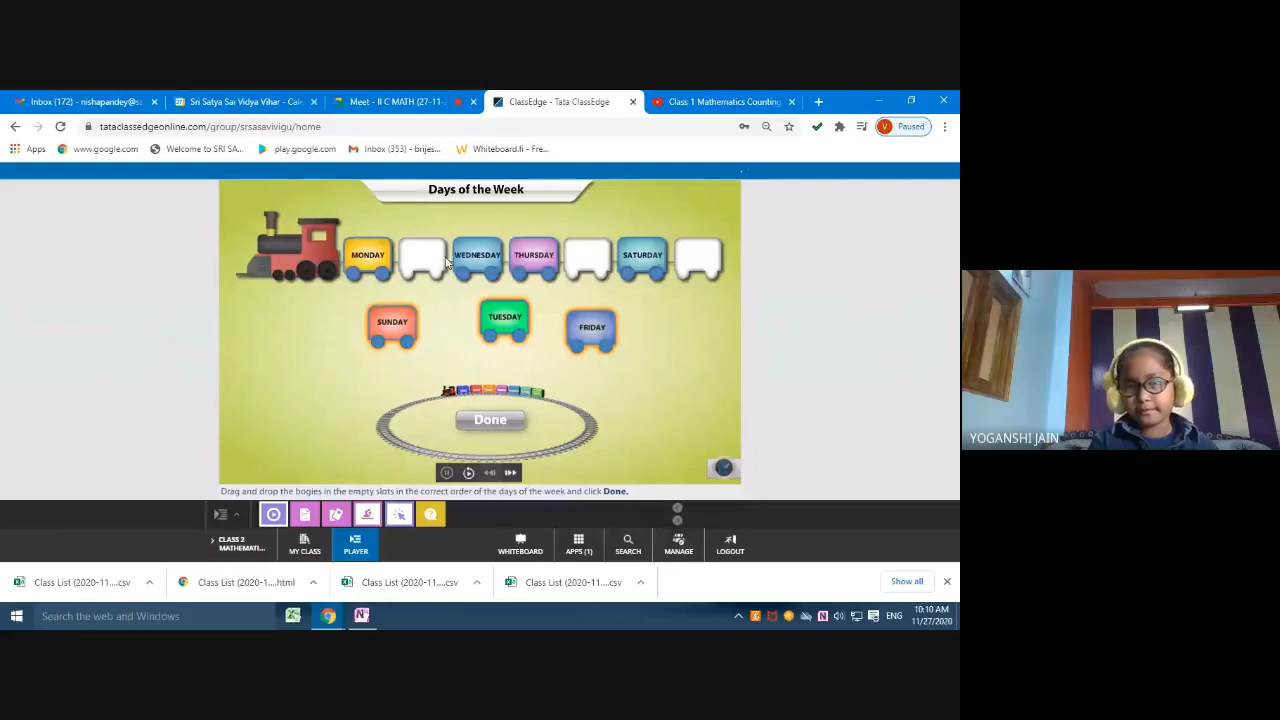 Inbox (172) - nishapandey@s
Sri Satya Sai Vidya Vihar - Cale
Meet - II C MATH (27-11-2
ClassEdge - Tata ClassEdge
Class 1 Mathematics Counting
tataclassedgeonline.com/group/srsasavivigu/home
Paused
Apps
www.google.com
Welcome to SRI SA...
play.google.com
Inbox (353) - brijes...
Whiteboard.fi - Fre...
Days of the Week
MONDAY
WEDNESDAY
THURSDAY
SATURDAY
SUNDAY
TUESDAY
FRIDAY
Done
Drag and drop the bogies in the empty slots in the correct order of the days of the week and click Done.
YOGANSHI JAIN
CLASS 2
MATHEMATI...
MY CLASS
PLAYER
WHITEBOARD
APPS (1)
SEARCH
MANAGE
LOGOUT
Class List (2020-11....csv
Class List (2020-1....html
Class List (2020-11....csv
Class List (2020-11....csv
Show all
Search the web and Windows
ENG
10:10 AM
11/27/2020